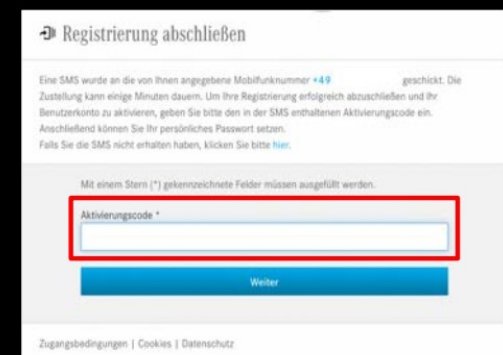 Registrierung abschließen
Eine SMS wurde an die von Ihnen angegebene Mobilfunknummer +49 geschickt. Die
Zustellung kann einige Minuten dauern. Um Ihre Registrierung erfolgreich abzuschließen und Ihr
Benutzerkonto zu aktivieren, geben Sie bitte den in der SMS enthaltenen Aktivierungscode ein.
Anschließend können Sie Ihr persönliches Passwort setzen.
Falls Sie die SMS nicht erhalten haben, klicken Sie bitte hier.
Mit einem Stern (*) gekennzeichnete Felder müssen ausgefüllt werden.
Aktivierungscode *
Weiter
Zugangsbedingungen | Cookies | Datenschutz